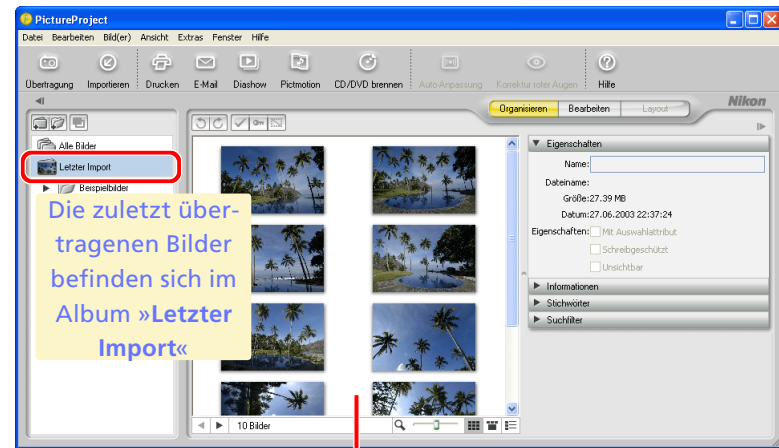 PictureProject
Datei Bearbeiten Bild(er) Ansicht Extras Fenster Hilfe
Übertragung Importieren Drucken E-Mail Diashow Pictmotion CD/DVD brennen Auto-Anpassung Korrektur roter Augen Hilfe
Organisieren Bearbeiten Layout Nikon
Alle Bilder
Letzter Import
Beispielbilder
Die zuletzt über-
tragenen Bilder
befinden sich im
Album »Letzter
Import«
10 Bilder
Eigenschaften
Name:
Dateiname:
Größe:27.39 MB
Datum:27.06.2003 22:37:24
Eigenschaften: Mit Auswahlattribut
Schreibgeschützt
Unsichtbar
Informationen
Stichwörter
Suchfilter